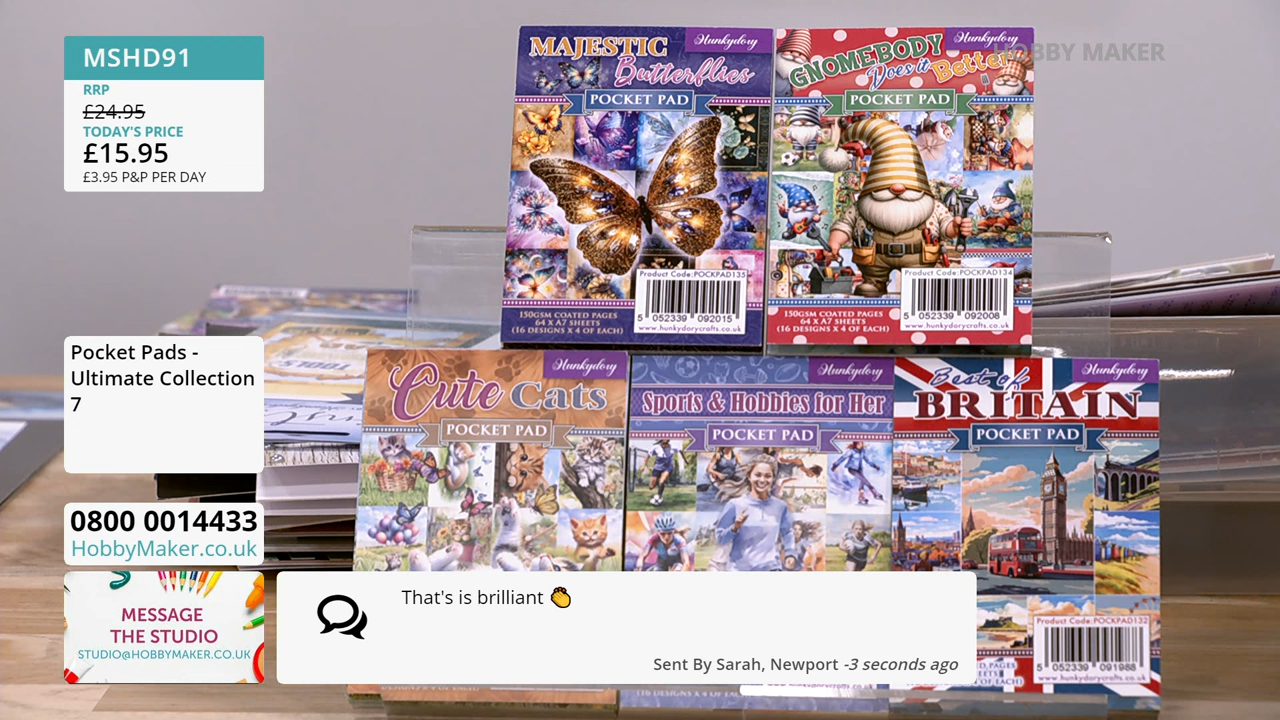 MSHD91
RRP
£24.95
TODAY'S PRICE
£15.95
£3.95 P&P PER DAY
HOBBY MAKER
Hunkydory
MAJESTIC
Butterflies
POCKET PAD
Product Code:POCKPAD135
5 052339 092015
www.hunkydorycrafts.co.uk
150GSM COATED PAGES
64 X A7 SHEETS
(16 DESIGNS X 4 OF EACH)
Hunkydory
GNOMEBODY
Does it Better
POCKET PAD
Product Code:POCKPAD134
5 052339 092008
www.hunkydorycrafts.co.uk
150GSM COATED PAGES
64 X A7 SHEETS
(16 DESIGNS X 4 OF EACH)
Pocket Pads -
Ultimate Collection
7
Hunkydory
Cute Cats
POCKET PAD
Hunkydory
Sports & Hobbies for Her
POCKET PAD
(16 DESIGNS X 4 OF EA
Hunkydory
Best of
BRITAIN
POCKET PAD
Product Code:POCKPAD132
5 052339 091988
0800 0014433
HobbyMaker.co.uk
MESSAGE
THE STUDIO
STUDIO@HOBBYMAKER.CO.UK
That's is brilliant 👏
Sent By Sarah, Newport -3 seconds ago